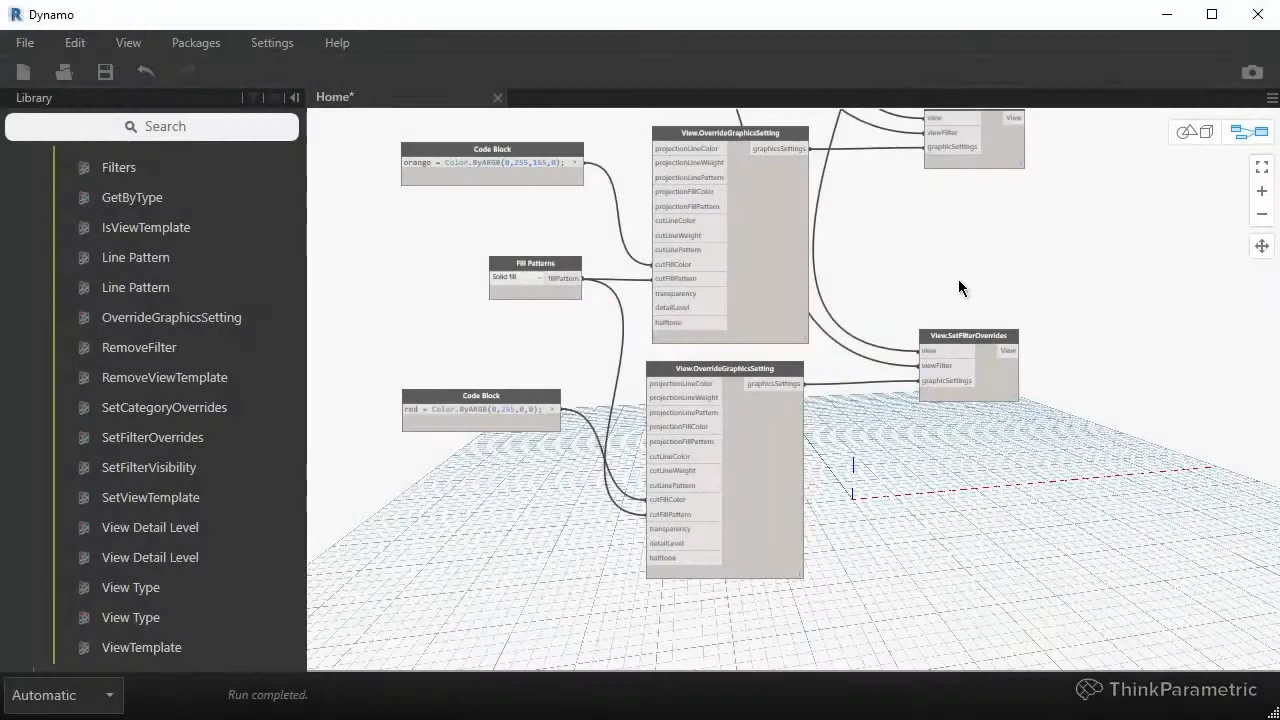 Dynamo
File Edit View Packages Settings Help
Library
Home*
Search
Filters
GetByType
IsViewTemplate
Line Pattern
Line Pattern
OverrideGraphicsSetting
RemoveFilter
RemoveViewTemplate
SetCategoryOverrides
SetFilterOverrides
SetFilterVisibility
SetViewTemplate
View Detail Level
View Detail Level
View Type
View Type
ViewTemplate
Code Block
orange = Color.ByARGB(0,255,165,0); >
Fill Patterns
Solid fill fillPattern
Code Block
red = Color.ByARGB(0,255,0,0); >
View.OverrideGraphicsSetting
projectionLineColor graphicsSettings
projectionLineWeight
projectionLinePattern
projectionFillColor
projectionFillPattern
cutLineColor
cutLineWeight
cutLinePattern
cutFillColor
cutFillPattern
transparency
detailLevel
halftone
View.OverrideGraphicsSetting
projectionLineColor graphicsSettings
projectionLineWeight
projectionLinePattern
projectionFillColor
projectionFillPattern
cutLineColor
cutLineWeight
cutLinePattern
cutFillColor
cutFillPattern
transparency
detailLevel
halftone
view View
viewFilter
graphicSettings
View.SetFilterOverrides
view View
viewFilter
graphicSettings
Automatic
Run completed.
ThinkParametric